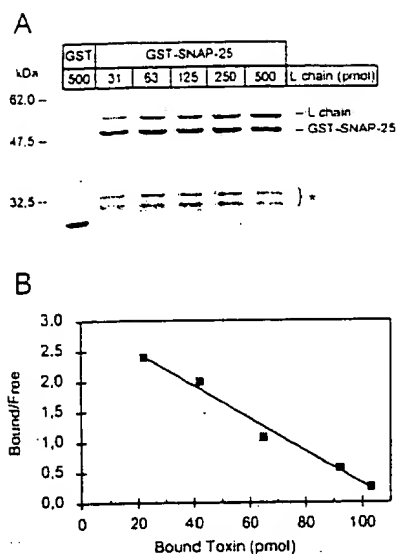 A
GST GST-SNAP-25
kDa 500 31 63 125 250 500 L chain (pmol)
62.0 –
– L chain
– GST-SNAP-25
47.5 –
32.5 –
} *
B
3.0
2.5
2.0
1.5
1.0
0.5
0.0
Bound/Free
0 20 40 60 80 100
Bound Toxin (pmol)